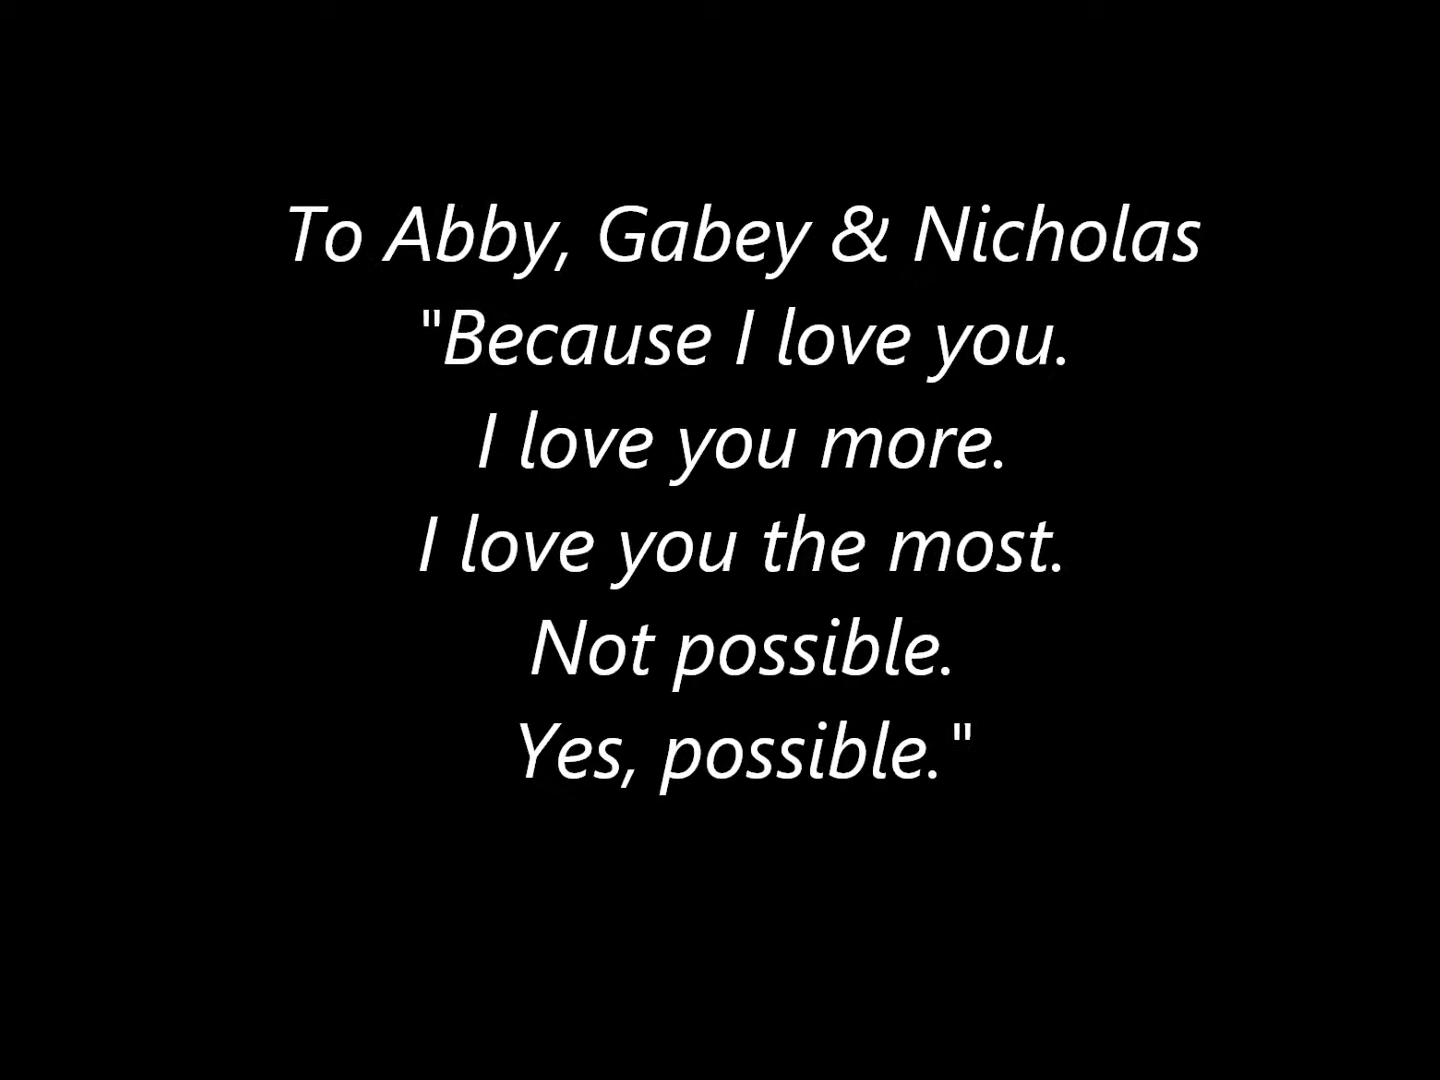 To Abby, Gabey & Nicholas
"Because I love you.
I love you more.
I love you the most.
Not possible.
Yes, possible."